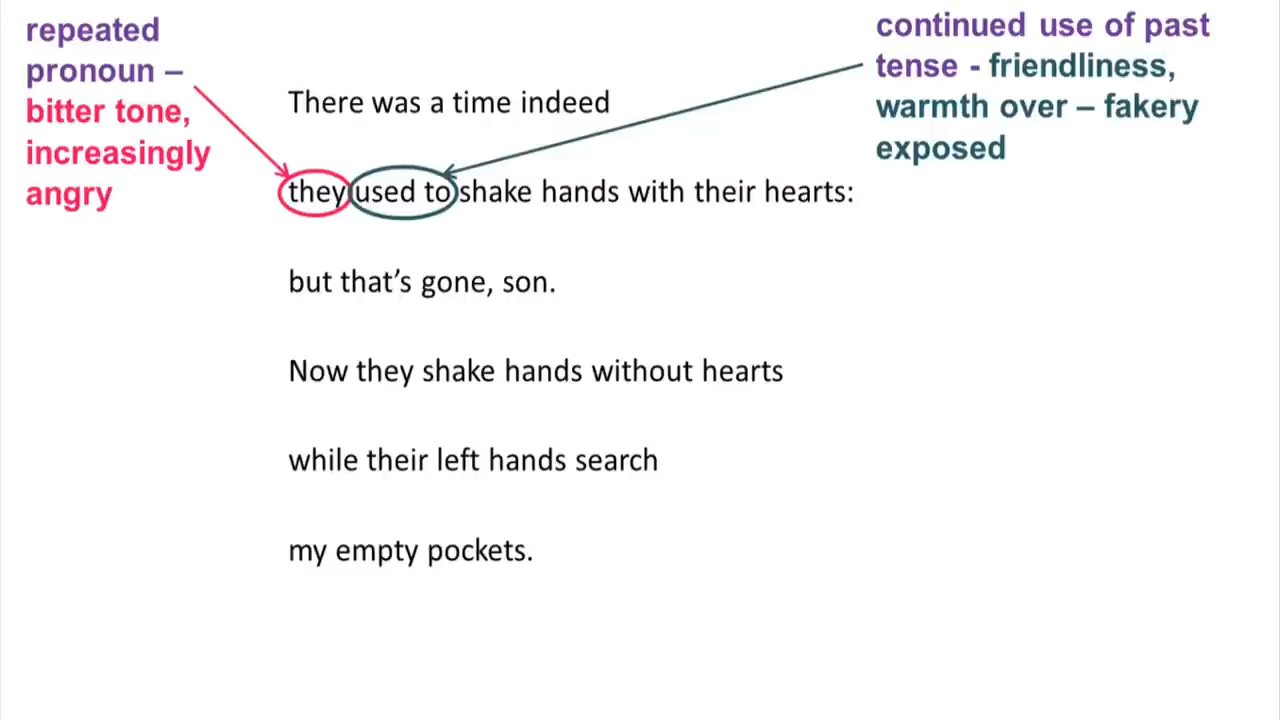 repeated
pronoun –
bitter tone,
increasingly
angry
continued use of past
tense - friendliness,
warmth over – fakery
exposed
There was a time indeed
they used to shake hands with their hearts:
but that’s gone, son.
Now they shake hands without hearts
while their left hands search
my empty pockets.